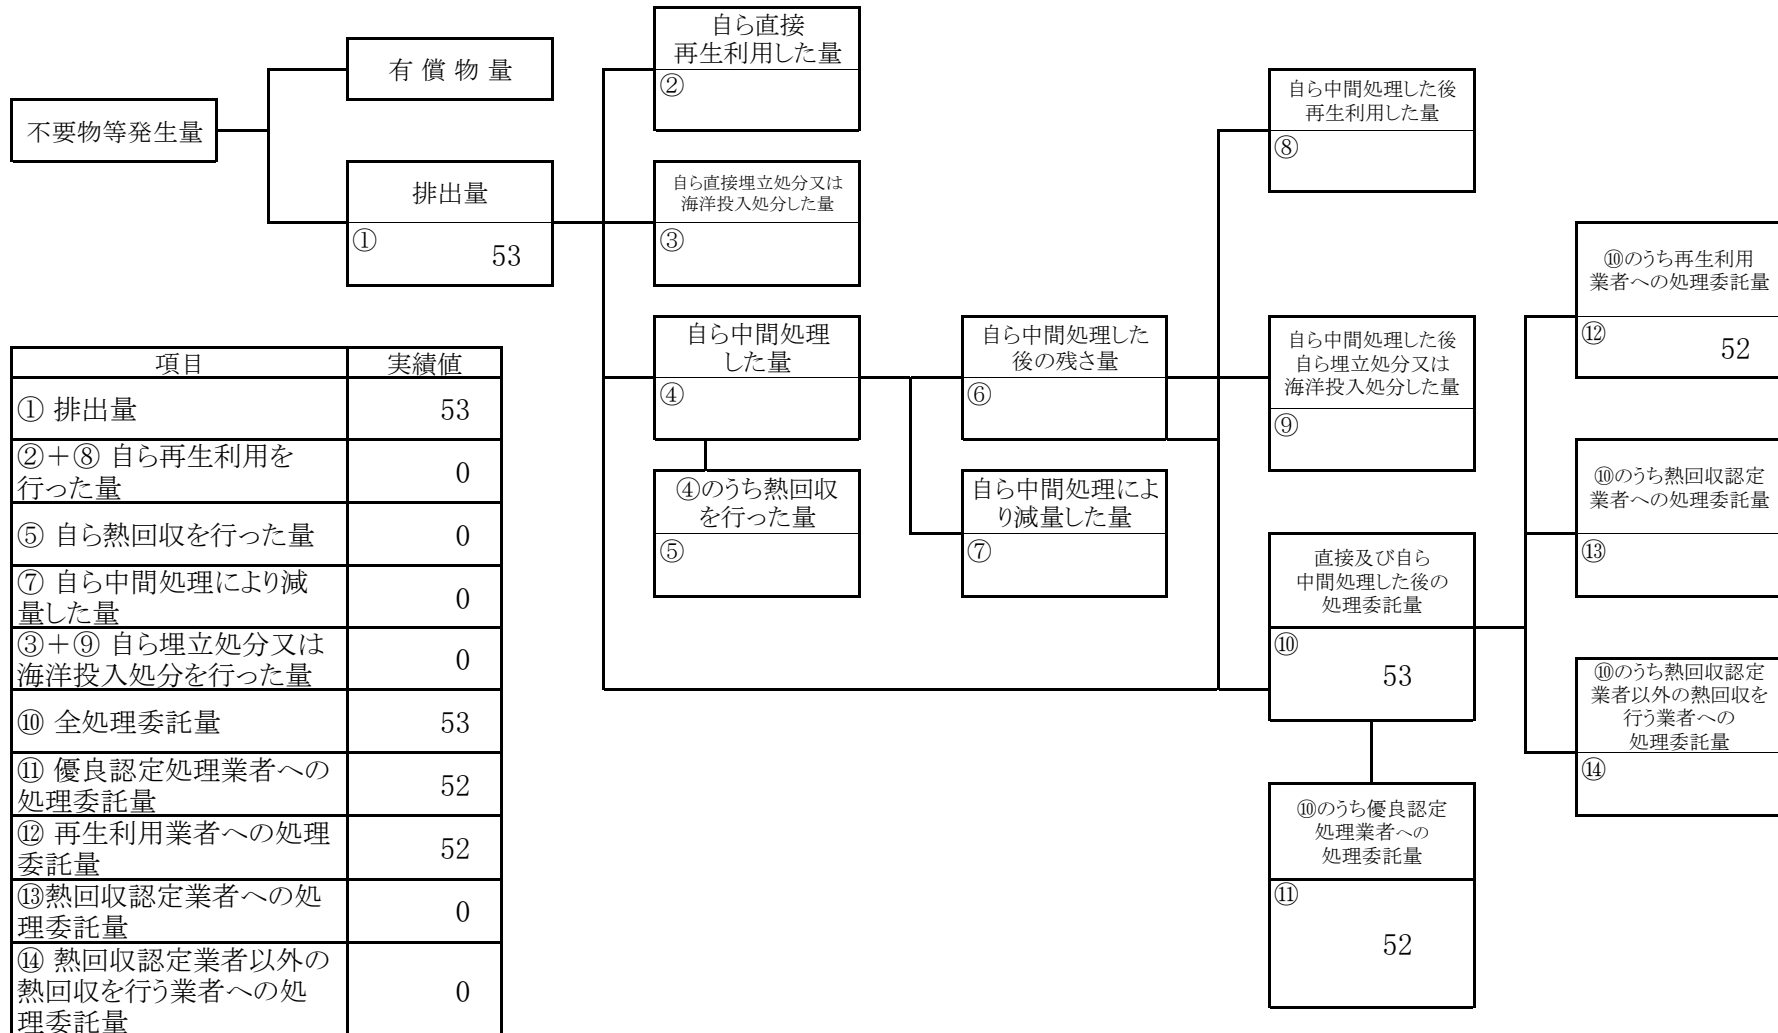 不要物等発生量
有償物量
排出量
①
53
自ら直接
再生利用した量
②
自ら直接埋立処分又は
海洋投入処分した量
③
自ら中間処理
した量
④
④のうち熱回収
を行った量
⑤
自ら中間処理した
後の残さ量
⑥
自ら中間処理によ
り減量した量
⑦
自ら中間処理した後
再生利用した量
⑧
自ら中間処理した後
自ら埋立処分又は
海洋投入処分した量
⑨
直接及び自ら
中間処理した後の
処理委託量
⑩
53
⑩のうち優良認定
処理業者への
処理委託量
⑪
52
⑩のうち再生利用
業者への処理委託量
⑫
52
⑩のうち熱回収認定
業者への処理委託量
⑬
⑩のうち熱回収認定
業者以外の熱回収を
行う業者への
処理委託量
⑭
項目 実績値
① 排出量 53
②+⑧ 自ら再生利用を
行った量 0
⑤ 自ら熱回収を行った量 0
⑦ 自ら中間処理により減
量した量 0
③+⑨ 自ら埋立処分又は
海洋投入処分を行った量 0
⑩ 全処理委託量 53
⑪ 優良認定処理業者への
処理委託量 52
⑫ 再生利用業者への処理
委託量 52
⑬熱回収認定業者への処
理委託量 0
⑭ 熱回収認定業者以外の
熱回収を行う業者への処
理委託量 0